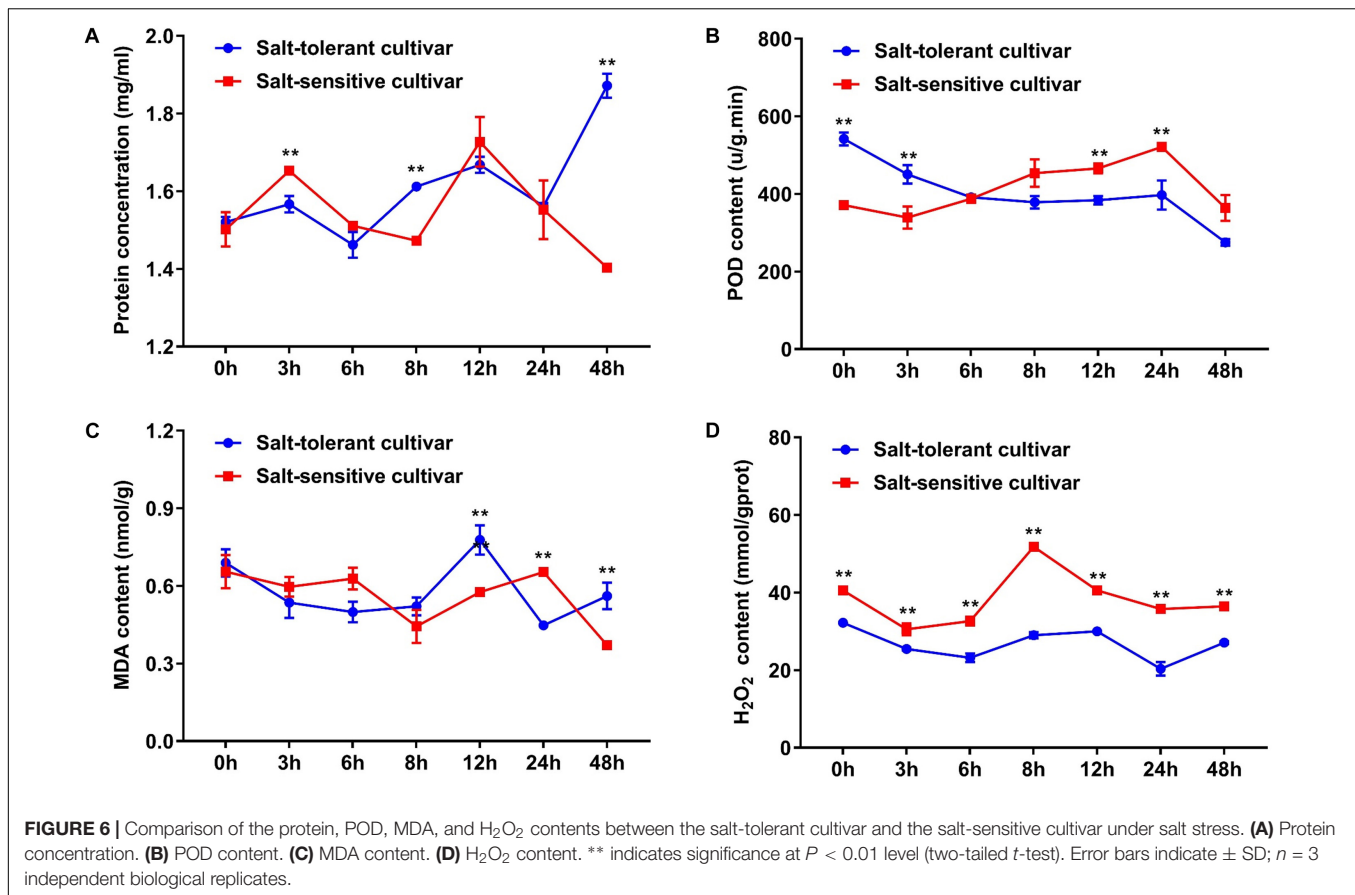 A
Salt-tolerant cultivar
Salt-sensitive cultivar
Protein concentration (mg/ml)
2.0
1.8
1.6
1.4
1.2
**
**
**
0h 3h 6h 8h 12h 24h 48h
B
Salt-tolerant cultivar
Salt-sensitive cultivar
POD content (u/g.min)
800
600
400
200
0
**
**
**
**
0h 3h 6h 8h 12h 24h 48h
C
Salt-tolerant cultivar
Salt-sensitive cultivar
MDA content (nmol/g)
1.2
0.9
0.6
0.3
0.0
**
**
**
**
0h 3h 6h 8h 12h 24h 48h
D
Salt-tolerant cultivar
Salt-sensitive cultivar
H₂O₂ content (mmol/gprot)
80
60
40
20
0
**
**
**
**
**
**
**
0h 3h 6h 8h 12h 24h 48h
FIGURE 6 | Comparison of the protein, POD, MDA, and H₂O₂ contents between the salt-tolerant cultivar and the salt-sensitive cultivar under salt stress. (A) Protein
concentration. (B) POD content. (C) MDA content. (D) H₂O₂ content. ** indicates significance at P < 0.01 level (two-tailed t-test). Error bars indicate ± SD; n = 3
independent biological replicates.